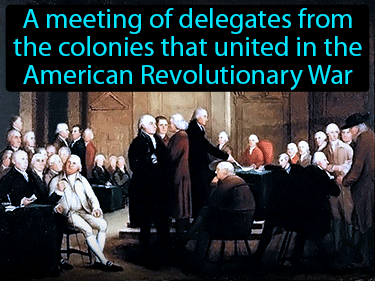 A meeting of delegates from
the colonies that united in the
American Revolutionary War